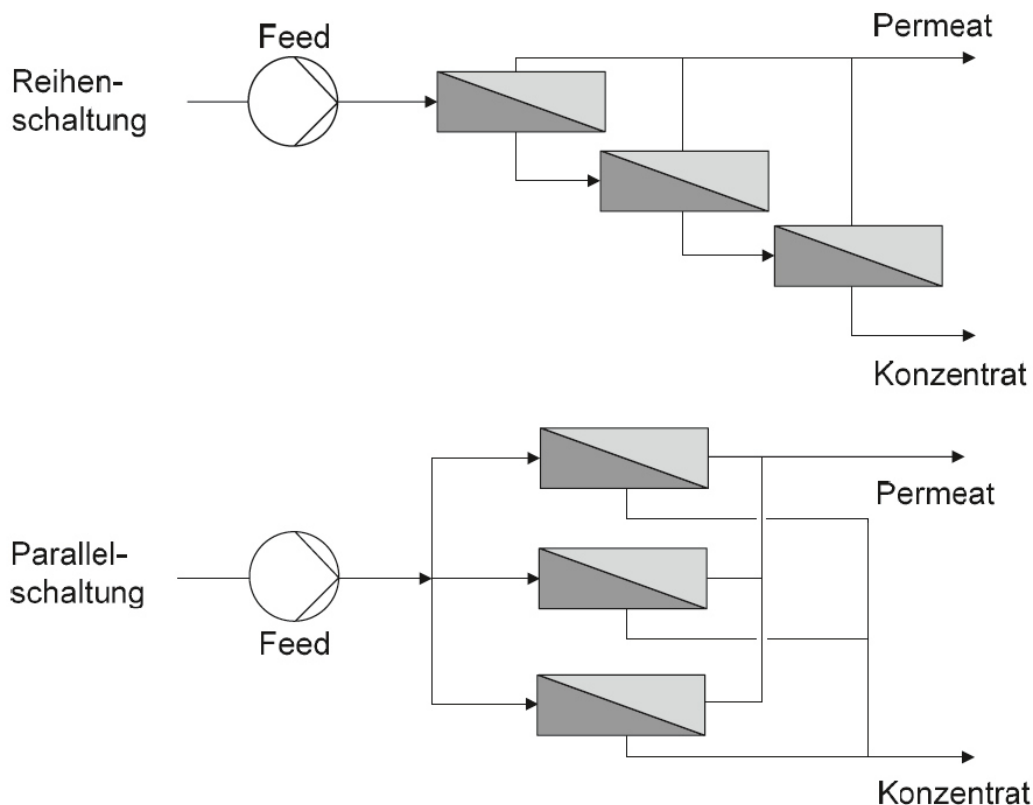 Feed
Permeat
Reihen-
schaltung
Konzentrat
Permeat
Parallel-
schaltung
Feed
Konzentrat